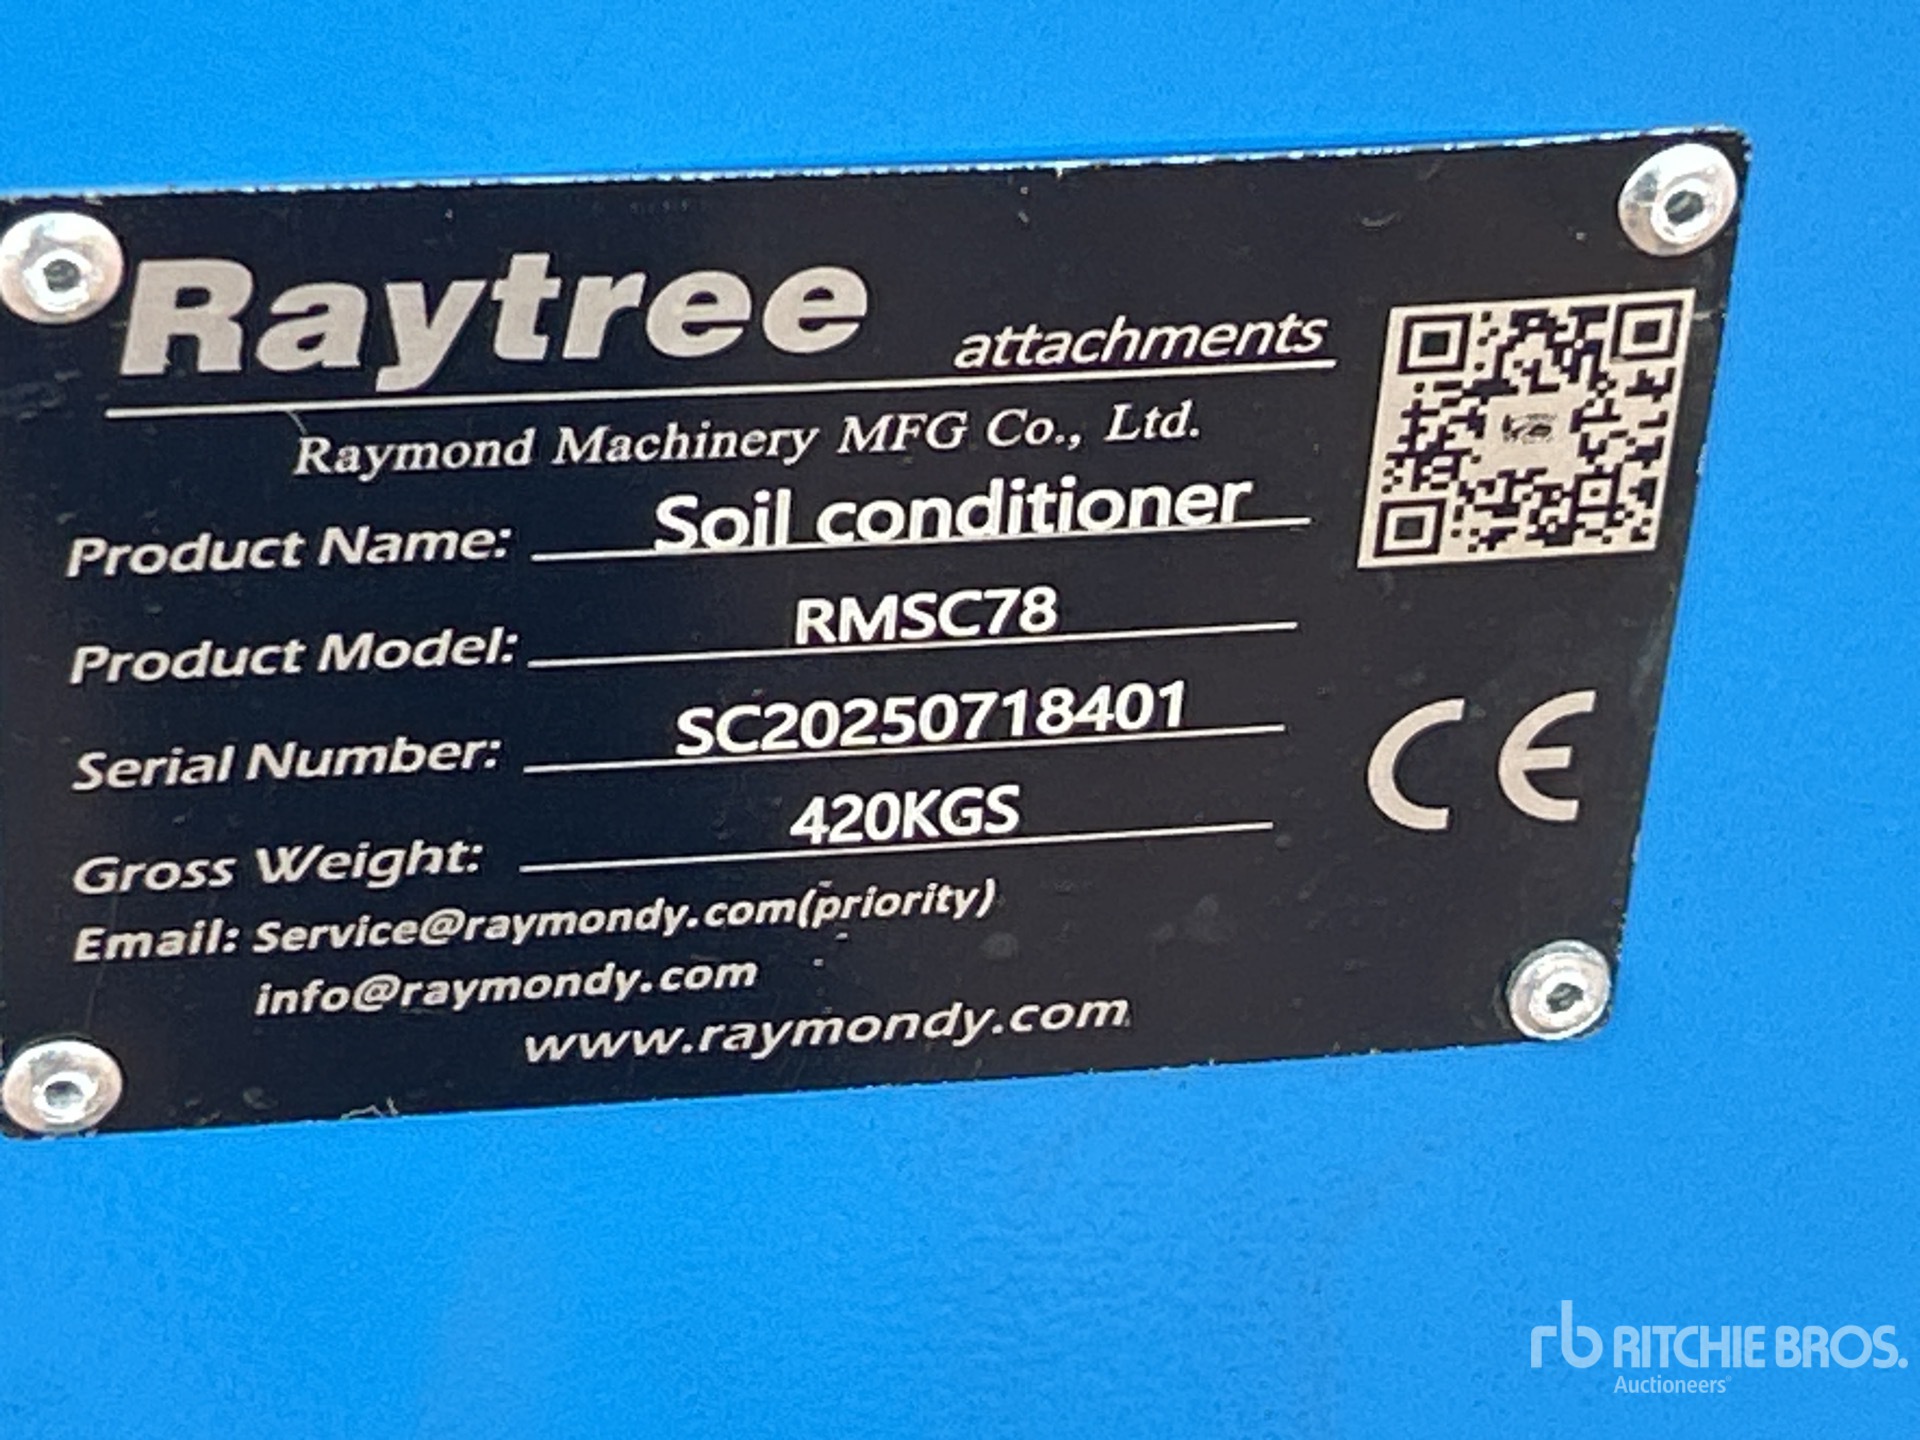 Raytree attachments
Raymond Machinery MFG Co., Ltd.
Product Name: Soil conditioner
Product Model: RMSC78
Serial Number: SC20250718401
Gross Weight: 420KGS
Email: Service@raymondy.com(priority)
info@raymondy.com
www.raymondy.com
CE
rb RITCHIE BROS.
Auctioneers